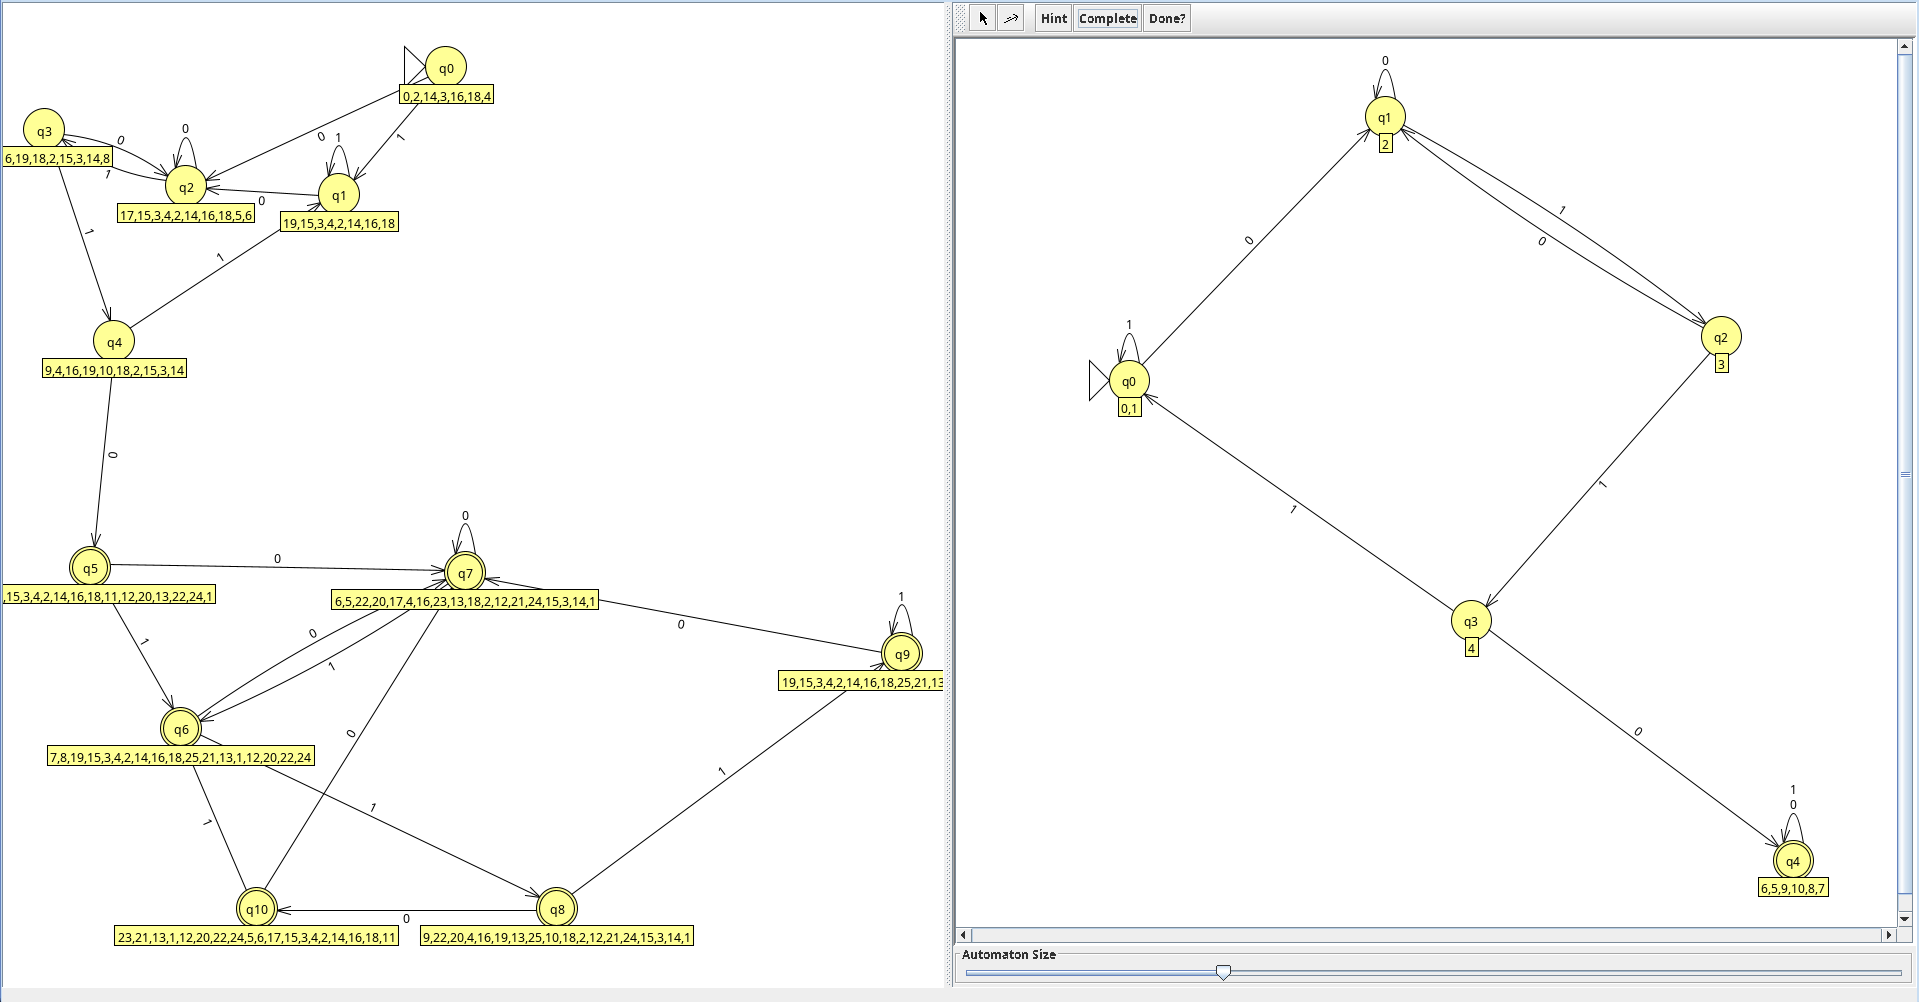 Hint Complete Done?
q0
0,2,14,3,16,18,4
q3
6,19,18,2,15,3,14,8
0
1
0
q2
17,15,3,4,2,14,16,18,5,6
0
1
1
q1
19,15,3,4,2,14,16,18
0
1
1
q4
9,4,16,19,10,18,2,15,3,14
0
q5
,15,3,4,2,14,16,18,11,12,20,13,22,24,1
0
0
q7
6,5,22,20,17,4,16,23,13,18,2,12,21,24,15,3,14,1
1
0
1
0
1
q9
19,15,3,4,2,14,16,18,25,21,13
q6
7,8,19,15,3,4,2,14,16,18,25,21,13,1,12,20,22,24
0
1
1
1
q10
23,21,13,1,12,20,22,24,5,6,17,15,3,4,2,14,16,18,11
0
q8
9,22,20,4,16,19,13,25,10,18,2,12,21,24,15,3,14,1
0
q1
2
1
0
0
1
q0
0,1
q2
3
1
1
q3
4
0
1
0
q4
6,5,9,10,8,7
Automaton Size